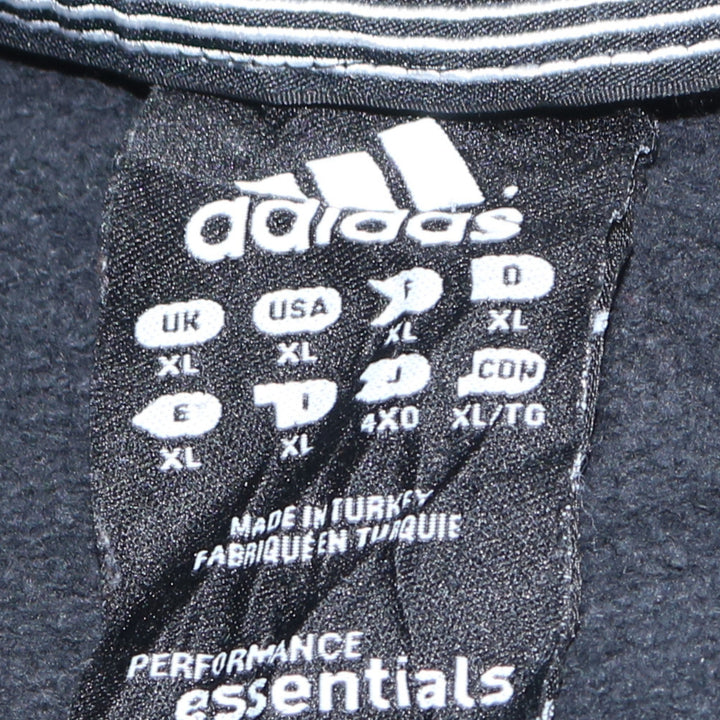 adidas
UK USA F D
XL XL XL XL
E I J CDN
XL XL 4XO XL/TG
MADE IN TURKEY
FABRIQUÉ EN TURQUIE
PERFORMANCE
essentials